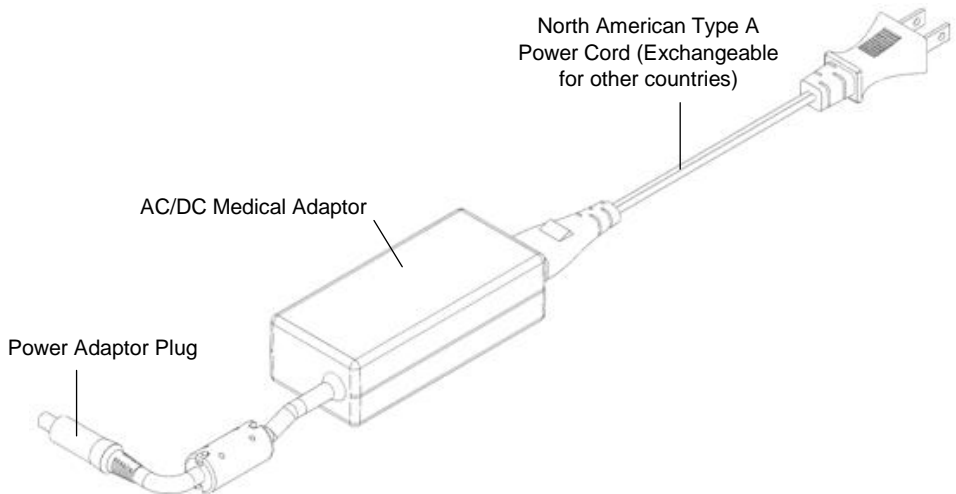 North American Type A
Power Cord (Exchangeable
for other countries)
AC/DC Medical Adaptor
Power Adaptor Plug